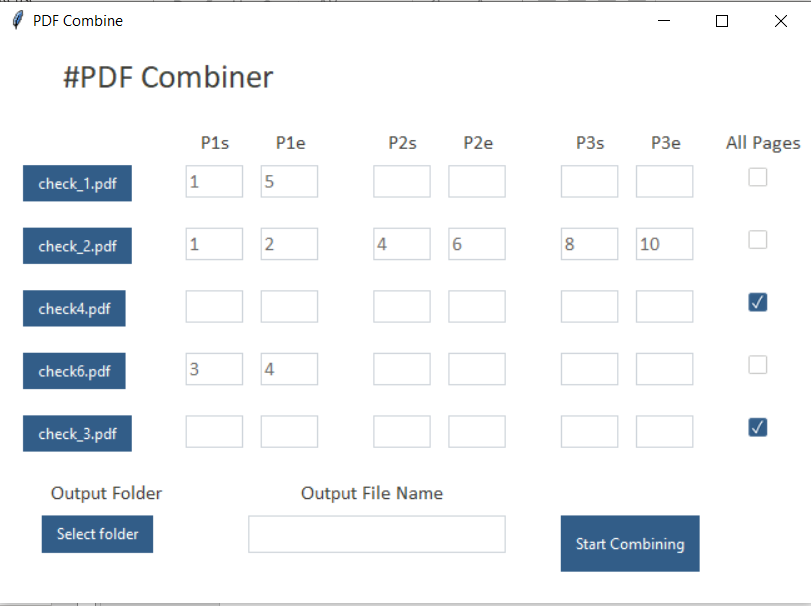 PDF Combine
#PDF Combiner
P1s P1e P2s P2e P3s P3e All Pages
check_1.pdf 1 5
check_2.pdf 1 2 4 6 8 10
check4.pdf
check6.pdf 3 4
check_3.pdf
Output Folder Output File Name
Select folder Start Combining